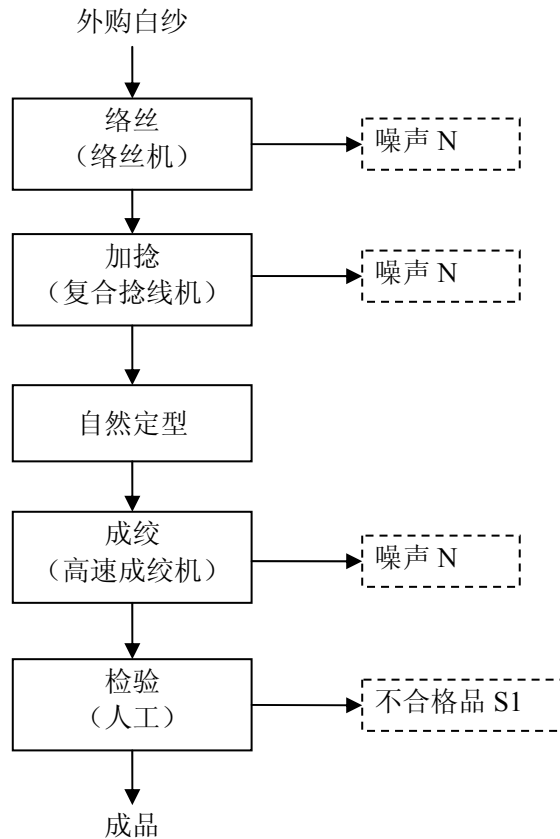 外购白纱
络丝
（络丝机）
噪声 N
加捻
（复合捻线机）
噪声 N
自然定型
成绞
（高速成绞机）
噪声 N
检验
（人工）
不合格品 S1
成品